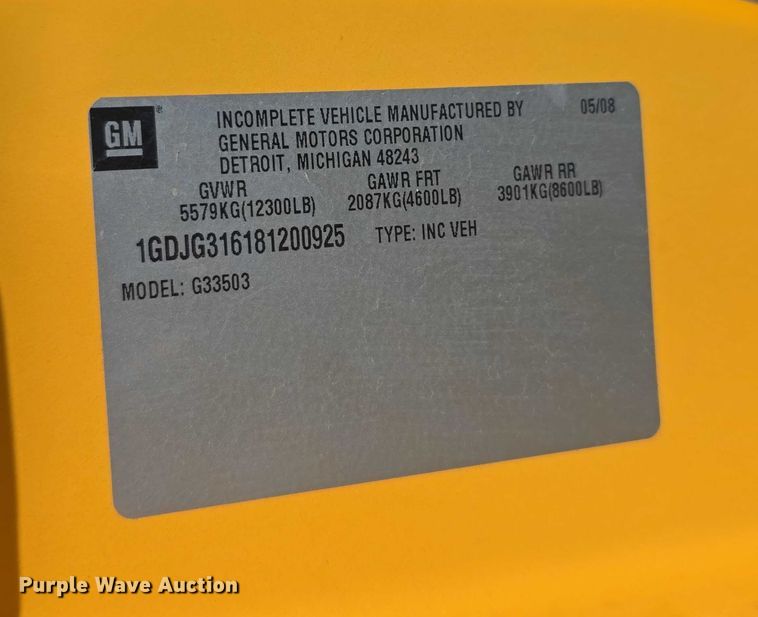 GM
INCOMPLETE VEHICLE MANUFACTURED BY 05/08
GENERAL MOTORS CORPORATION
DETROIT, MICHIGAN 48243
GVWR GAWR FRT GAWR RR
5579KG(12300LB) 2087KG(4600LB) 3901KG(8600LB)
1GDJG316181200925 TYPE: INC VEH
MODEL: G33503
Purple Wave Auction